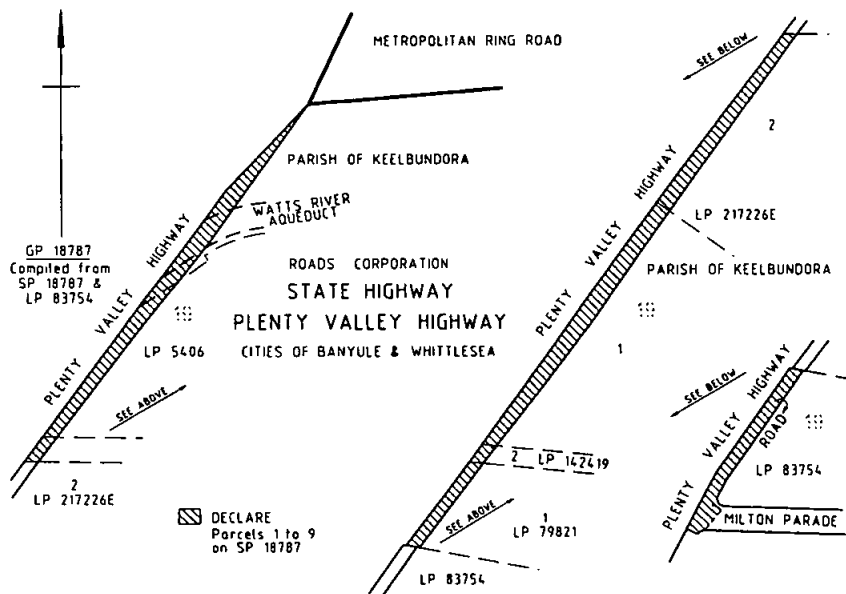 METROPOLITAN RING ROAD
PARISH OF KEELBUNDORA
WATTS RIVER
AQUEDUCT
PLENTY VALLEY HIGHWAY
GP 18787
Compiled from
SP 18787 &
LP 83754
ROADS CORPORATION
STATE HIGHWAY
PLENTY VALLEY HIGHWAY
CITIES OF BANYULE & WHITTLESEA
19
LP 5406
SEE ABOVE
2
LP 217226E
DECLARE
Parcels 1 to 9
on SP 18787
SEE BELOW
2
PLENTY VALLEY HIGHWAY
LP 217226E
PARISH OF KEELBUNDORA
19
1
2 LP 142419
SEE ABOVE
1
LP 79821
LP 83754
SEE BELOW
PLENTY VALLEY HIGHWAY
ROAD
19
LP 83754
MILTON PARADE